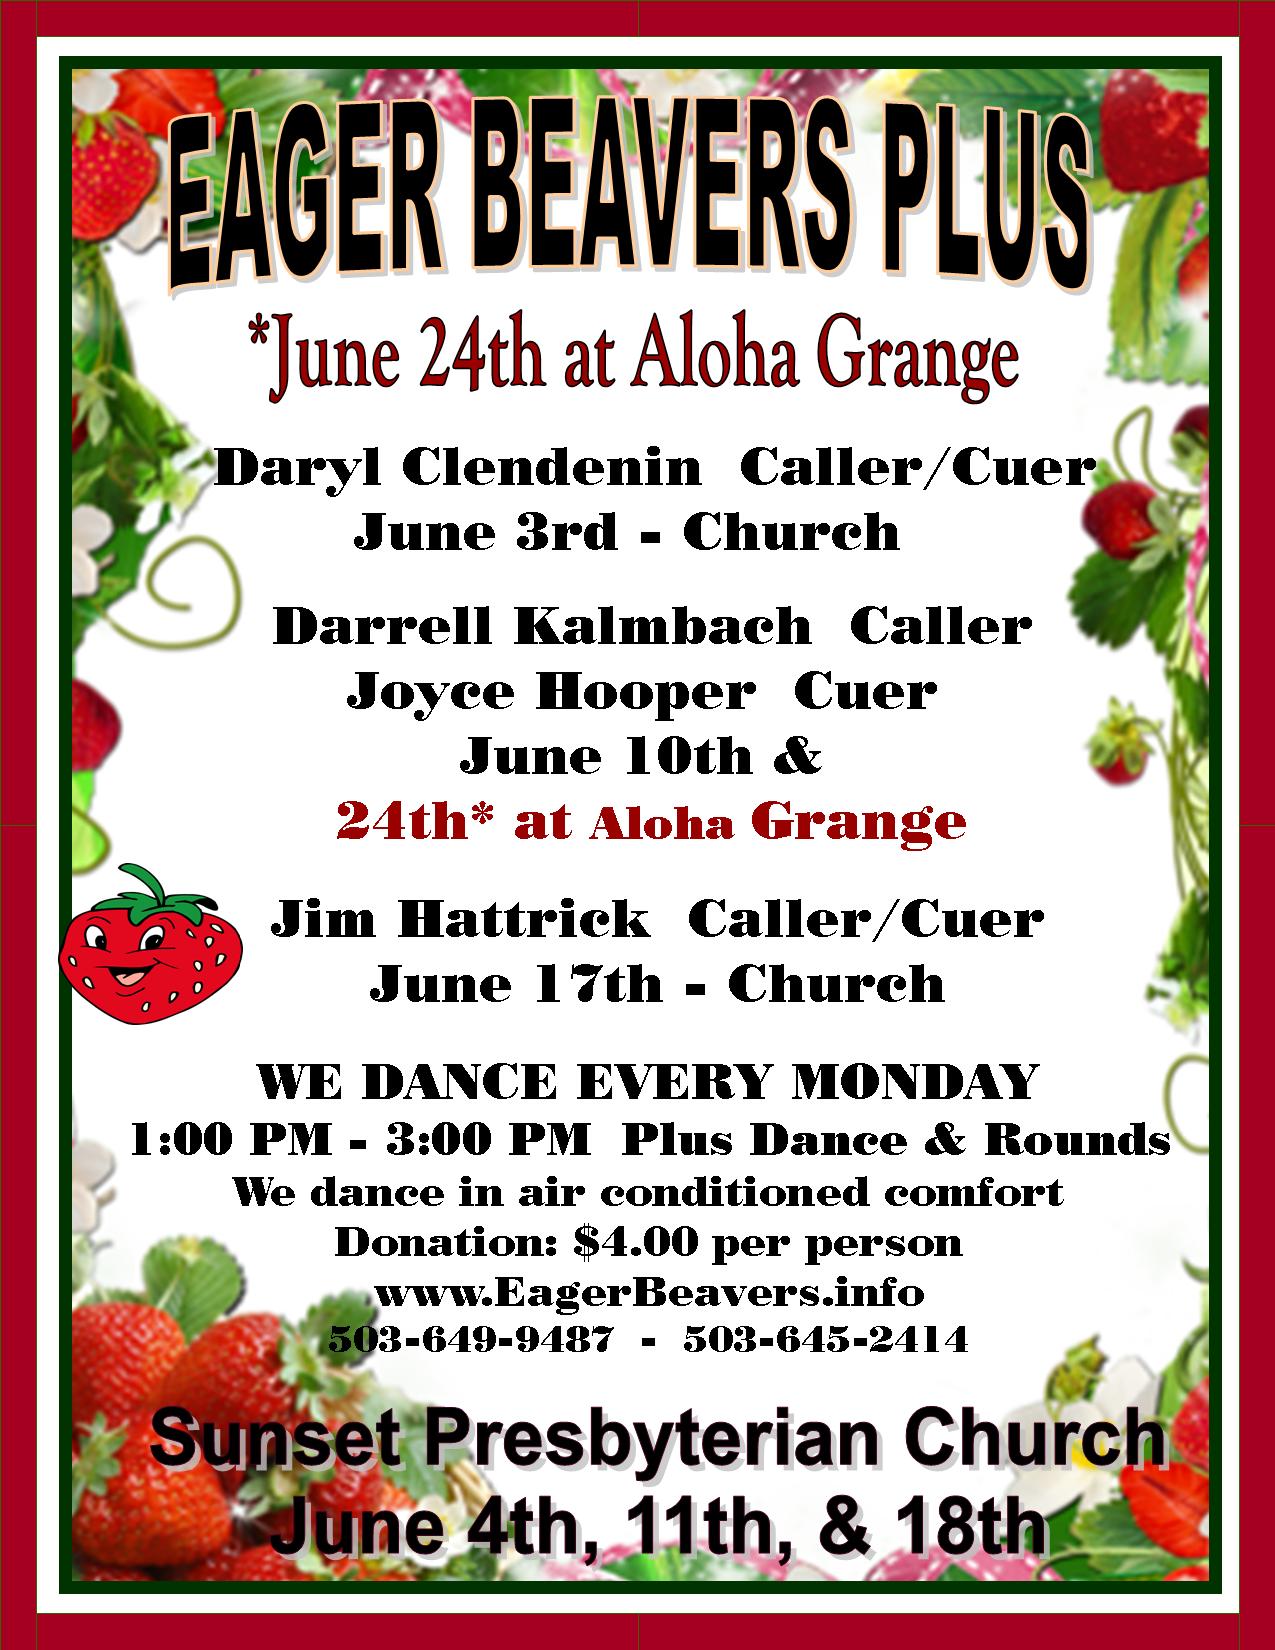 EAGER BEAVERS PLUS
*June 24th at Aloha Grange
Daryl Clendenin Caller/Cuer
June 3rd - Church
Darrell Kalmbach Caller
Joyce Hooper Cuer
June 10th &
24th* at Aloha Grange
Jim Hattrick Caller/Cuer
June 17th - Church
WE DANCE EVERY MONDAY
1:00 PM - 3:00 PM Plus Dance & Rounds
We dance in air conditioned comfort
Donation: $4.00 per person
www.EagerBeavers.info
503-649-9487 - 503-645-2414
Sunset Presbyterian Church
June 4th, 11th, & 18th